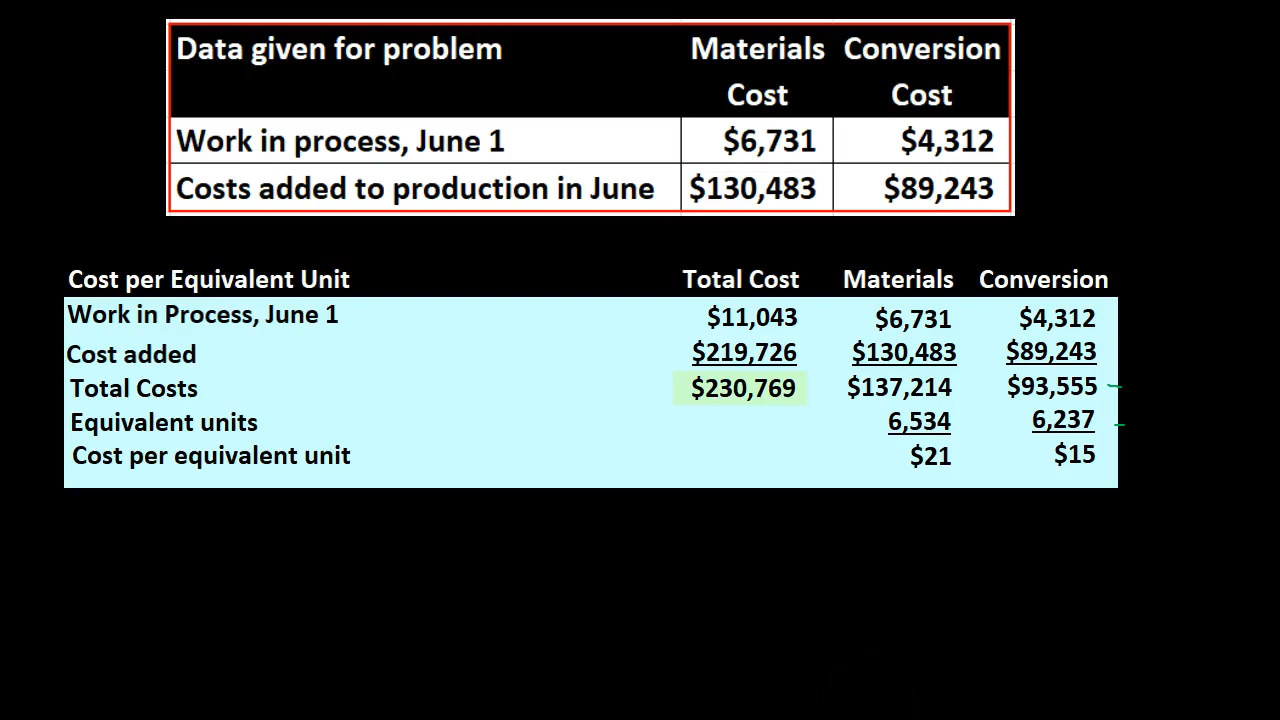 Data given for problem Materials Conversion
Cost Cost
Work in process, June 1 $6,731 $4,312
Costs added to production in June $130,483 $89,243
Cost per Equivalent Unit Total Cost Materials Conversion
Work in Process, June 1 $11,043 $6,731 $4,312
Cost added $219,726 $130,483 $89,243
Total Costs $230,769 $137,214 $93,555
Equivalent units 6,534 6,237
Cost per equivalent unit $21 $15